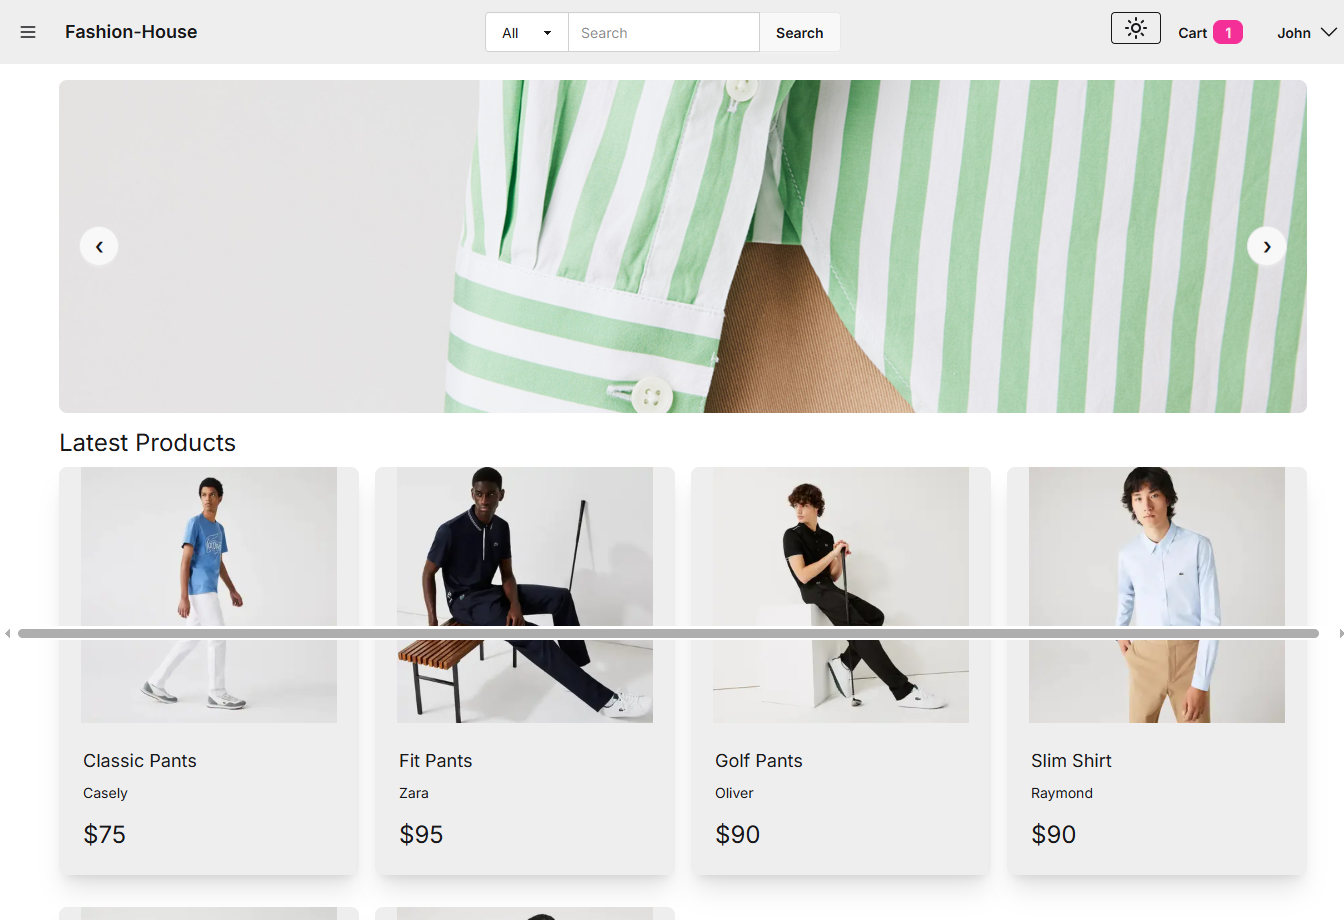 Fashion-House
All
Search
Search
Cart 1
John
Latest Products
Classic Pants
Casely
$75
Fit Pants
Zara
$95
Golf Pants
Oliver
$90
Slim Shirt
Raymond
$90